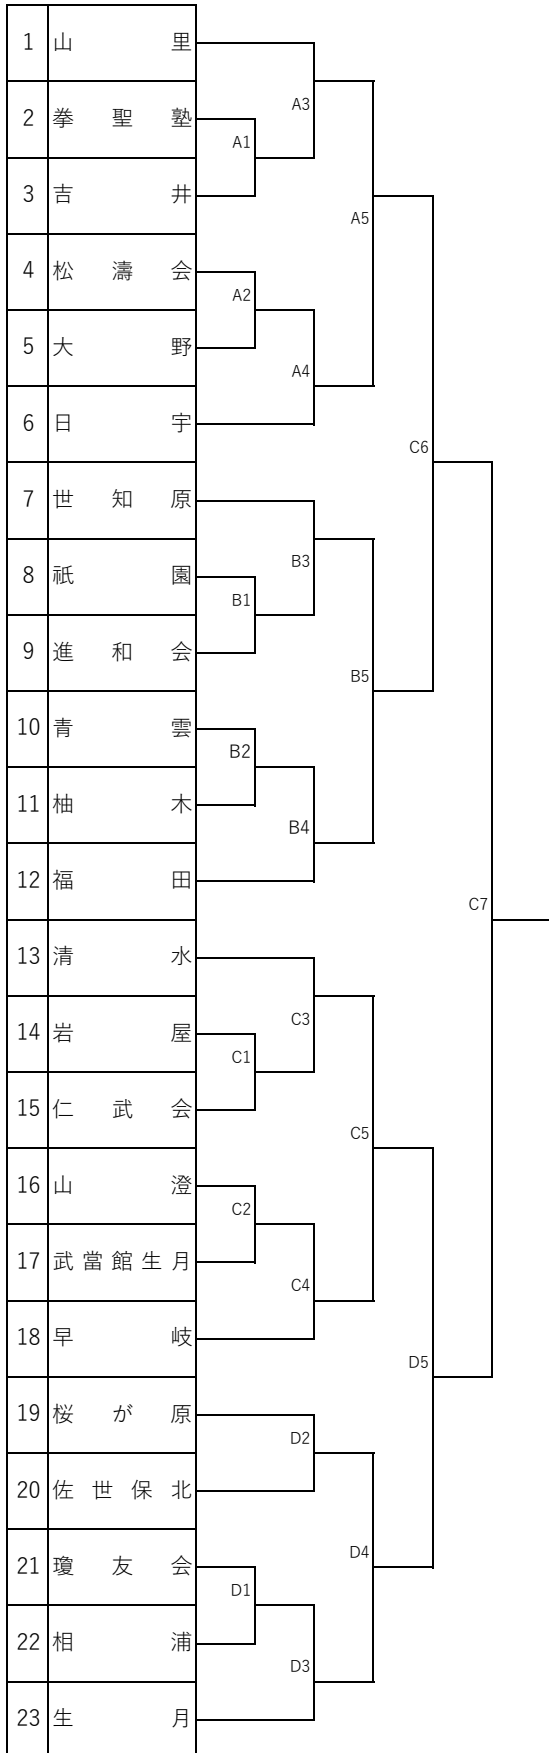 1 山里
A3
2 拳聖塾
A1
3 吉井
A5
4 松濤会
A2
5 大野
A4
6 日宇
C6
7 世知原
B3
8 祇園
B1
9 進和会
B5
10 青雲
B2
11 柚木
B4
12 福田
C7
13 清水
C3
14 岩屋
C1
15 仁武会
C5
16 山澄
C2
17 武當館生月
C4
18 早岐
D5
19 桜が原
D2
20 佐世保北
D4
21 瓊友会
D1
22 相浦
D3
23 生月